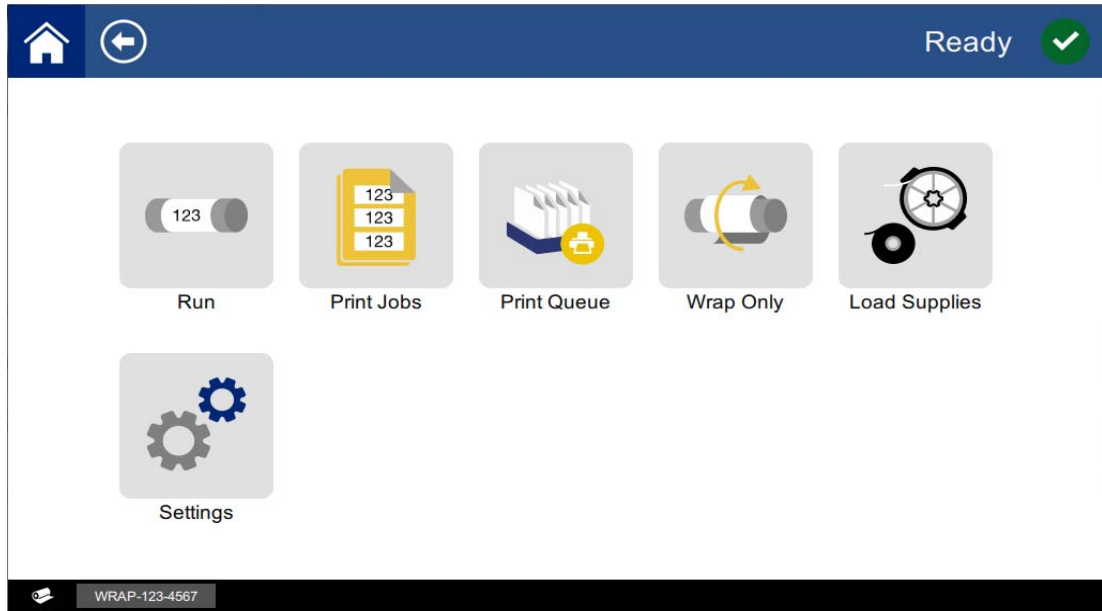 Ready
123
123
123
123
Run
Print Jobs
Print Queue
Wrap Only
Load Supplies
Settings
WRAP-123-4567